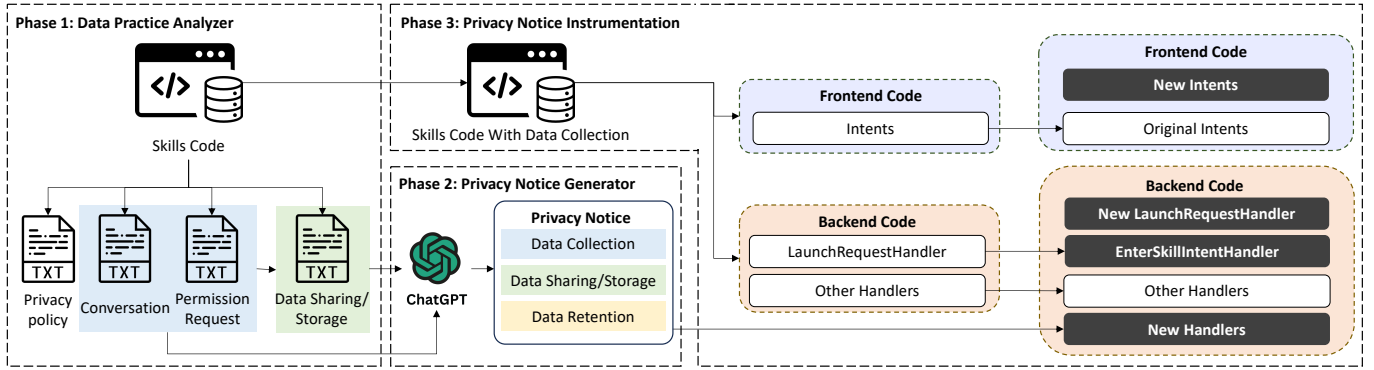 Phase 1: Data Practice Analyzer
</>
Skills Code
TXT
TXT
TXT
TXT
Privacy
policy
Conversation
Permission
Request
Data Sharing/
Storage
Phase 3: Privacy Notice Instrumentation
</>
Skills Code With Data Collection
Phase 2: Privacy Notice Generator
ChatGPT
Privacy Notice
Data Collection
Data Sharing/Storage
Data Retention
Frontend Code
Intents
Backend Code
LaunchRequestHandler
Other Handlers
Frontend Code
New Intents
Original Intents
Backend Code
New LaunchRequestHandler
EnterSkillIntentHandler
Other Handlers
New Handlers